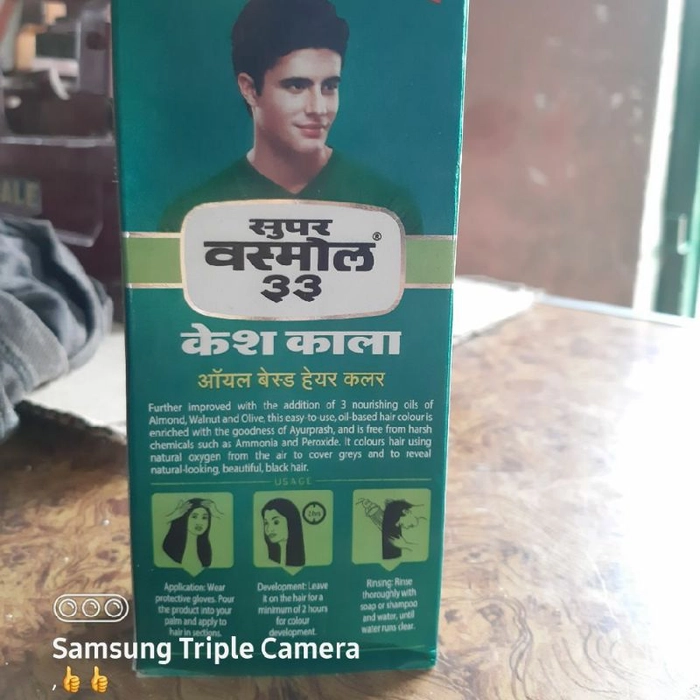 ALE
सुपर
वस्मोल®
३३
केश काला
ऑयल बेस्ड हेयर कलर
Further improved with the addition of 3 nourishing oils of
Almond, Walnut and Olive, this easy-to-use, oil-based hair colour is
enriched with the goodness of Ayurprash, and is free from harsh
chemicals such as Ammonia and Peroxide. It colours hair using
natural oxygen from the air to cover greys and to reveal
natural-looking, beautiful, black hair.
USAGE
Application: Wear
protective gloves. Pour
the product into your
palm and apply to
hair in sections.
Development: Leave
it on the hair for a
minimum of 2 hours
for colour
development.
Rinsing: Rinse
thoroughly with
soap or shampoo
and water, until
water runs clear.
Samsung Triple Camera
,👍👍